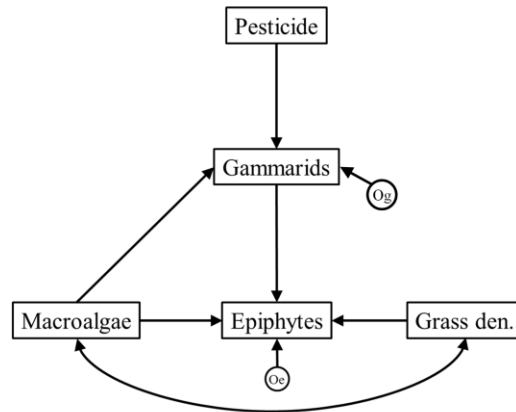 Pesticide
Gammarids
Og
Macroalgae
Epiphytes
Grass den.
Oe